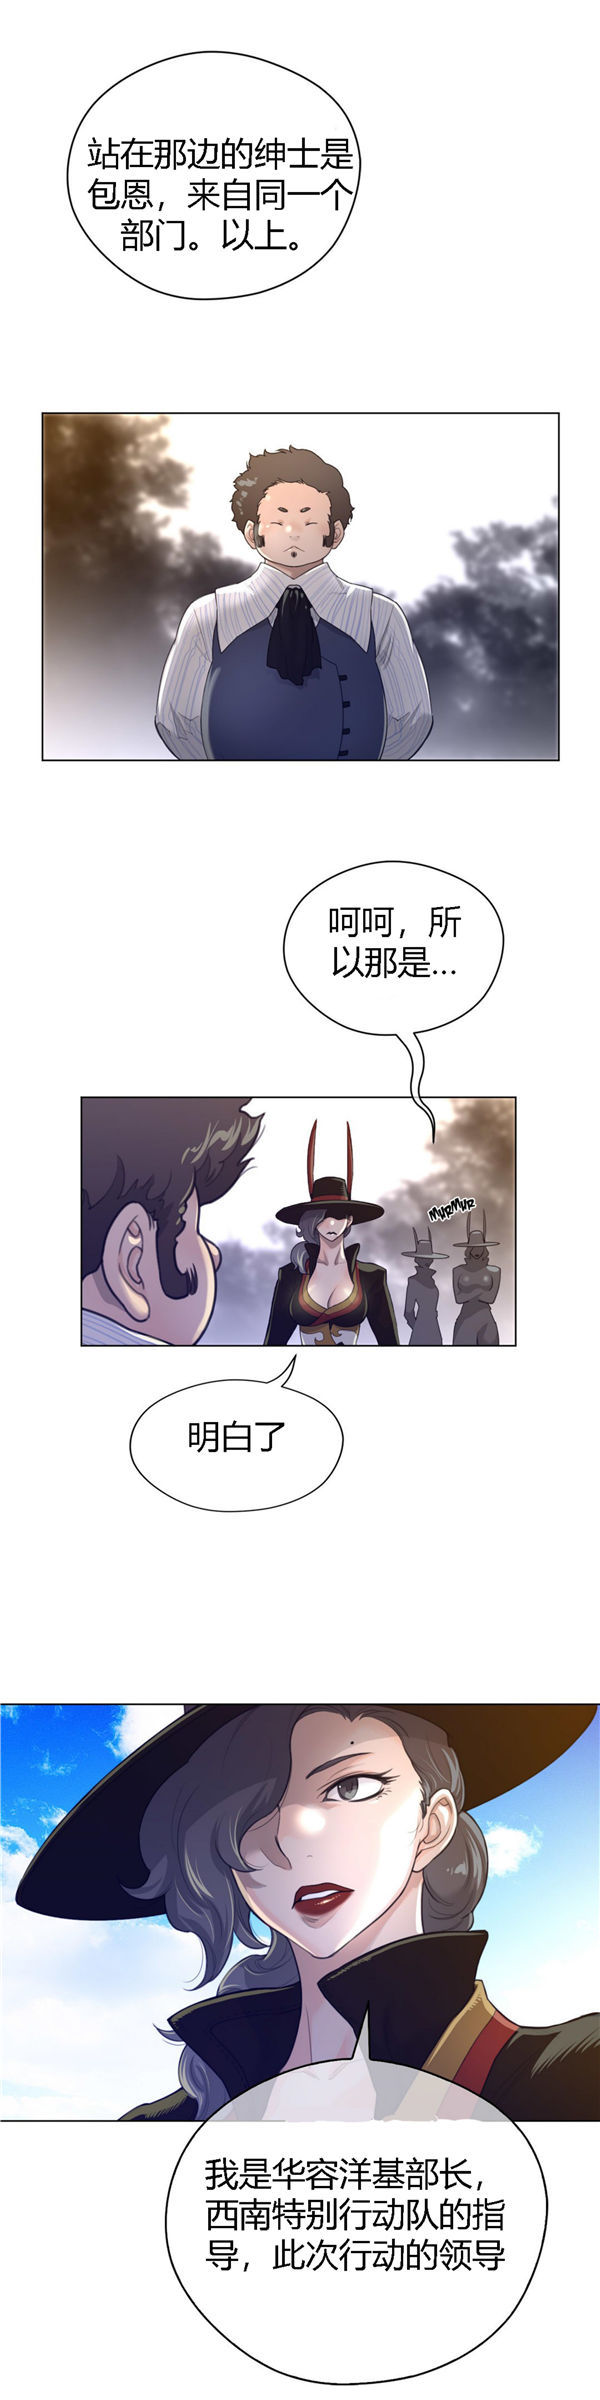 站在那边的绅士是
包恩，来自同一个
部门。以上。
呵呵，所
以那是...
MURMUR
明白了
我是华容洋基部长，
西南特别行动队的指
导，此次行动的领导